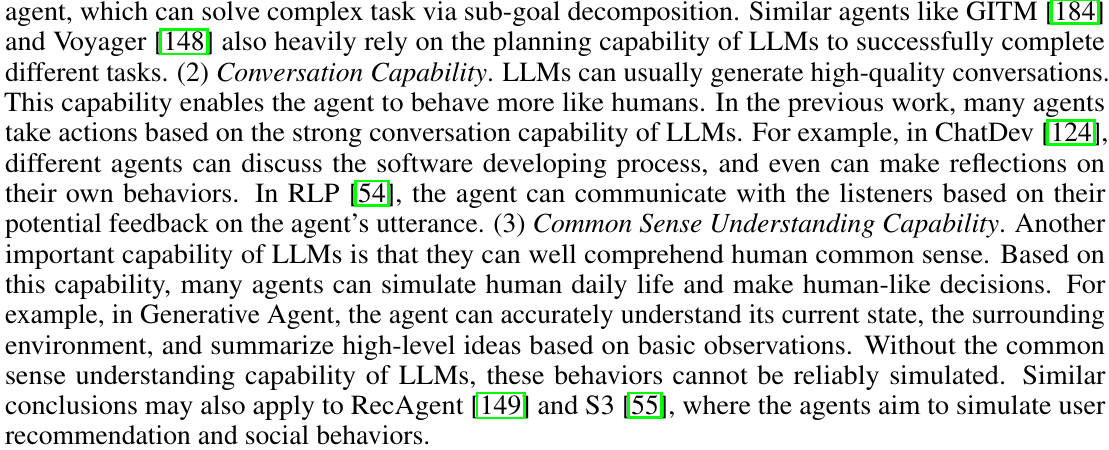 agent, which can solve complex task via sub-goal decomposition. Similar agents like GITM [184]
and Voyager [148] also heavily rely on the planning capability of LLMs to successfully complete
different tasks. (2) Conversation Capability. LLMs can usually generate high-quality conversations.
This capability enables the agent to behave more like humans. In the previous work, many agents
take actions based on the strong conversation capability of LLMs. For example, in ChatDev [124],
different agents can discuss the software developing process, and even can make reflections on
their own behaviors. In RLP [54], the agent can communicate with the listeners based on their
potential feedback on the agent's utterance. (3) Common Sense Understanding Capability. Another
important capability of LLMs is that they can well comprehend human common sense. Based on
this capability, many agents can simulate human daily life and make human-like decisions. For
example, in Generative Agent, the agent can accurately understand its current state, the surrounding
environment, and summarize high-level ideas based on basic observations. Without the common
sense understanding capability of LLMs, these behaviors cannot be reliably simulated. Similar
conclusions may also apply to RecAgent [149] and S3 [55], where the agents aim to simulate user
recommendation and social behaviors.